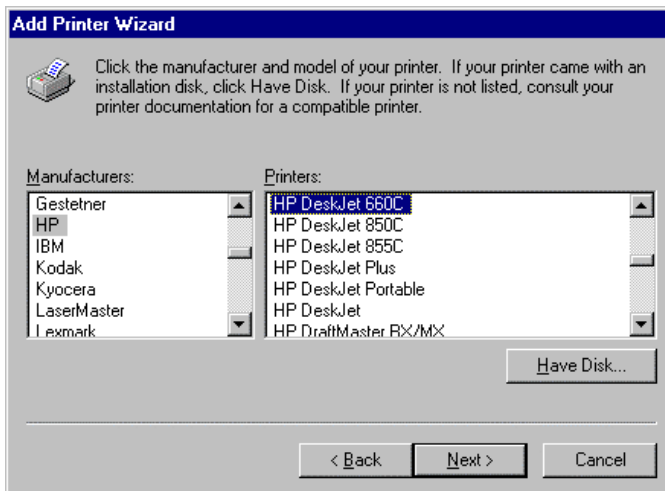 Add Printer Wizard
Click the manufacturer and model of your printer.  If your printer came with an
installation disk, click Have Disk.  If your printer is not listed, consult your
printer documentation for a compatible printer.
Manufacturers:
Gestetner
HP
IBM
Kodak
Kyocera
LaserMaster
Lexmark
Printers:
HP DeskJet 660C
HP DeskJet 850C
HP DeskJet 855C
HP DeskJet Plus
HP DeskJet Portable
HP DeskJet
HP DraftMaster RX/MX
Have Disk...
< Back
Next >
Cancel